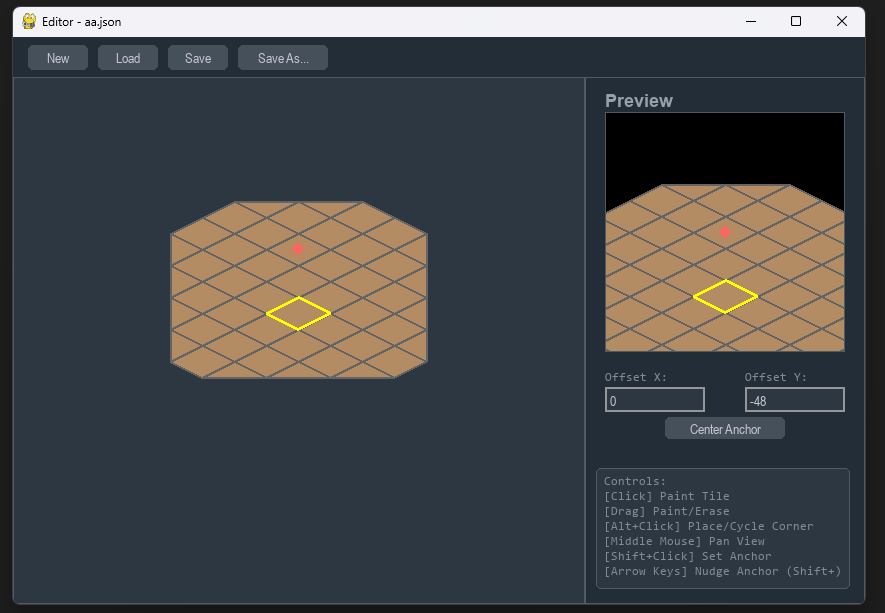 Editor - aa.json
New Load Save Save As...
Preview
Offset X: Offset Y:
0 -48
Center Anchor
Controls:
[Click] Paint Tile
[Drag] Paint/Erase
[Alt+Click] Place/Cycle Corner
[Middle Mouse] Pan View
[Shift+Click] Set Anchor
[Arrow Keys] Nudge Anchor (Shift+)